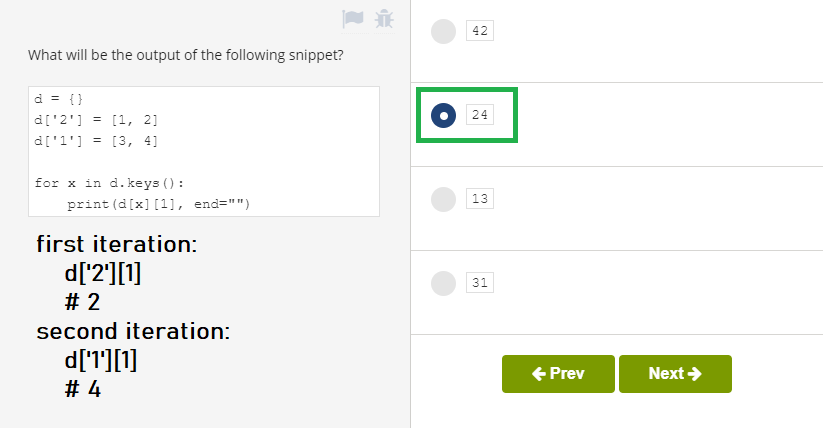 What will be the output of the following snippet?
d = {}
d['2'] = [1, 2]
d['1'] = [3, 4]
for x in d.keys():
    print(d[x][1], end="")
first iteration:
d['2'][1]
# 2
second iteration:
d['1'][1]
# 4
42
24
13
31
Prev
Next